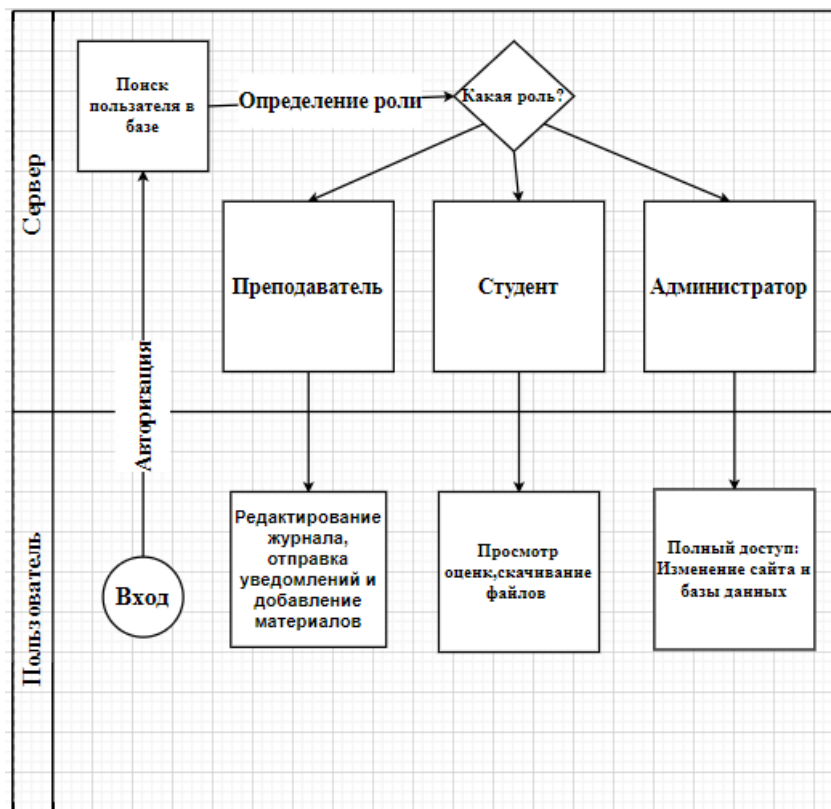 Сервер
Поиск
пользателя в
базе
Определение роли
Какая роль?
Преподаватель
Студент
Администратор
Авторизация
Пользователь
Вход
Редактирование
журнала,
отправка
уведомлений и
добавление
материалов
Просмотр
оценк,скачивание
файлов
Полный доступ:
Изменение сайта и
базы данных